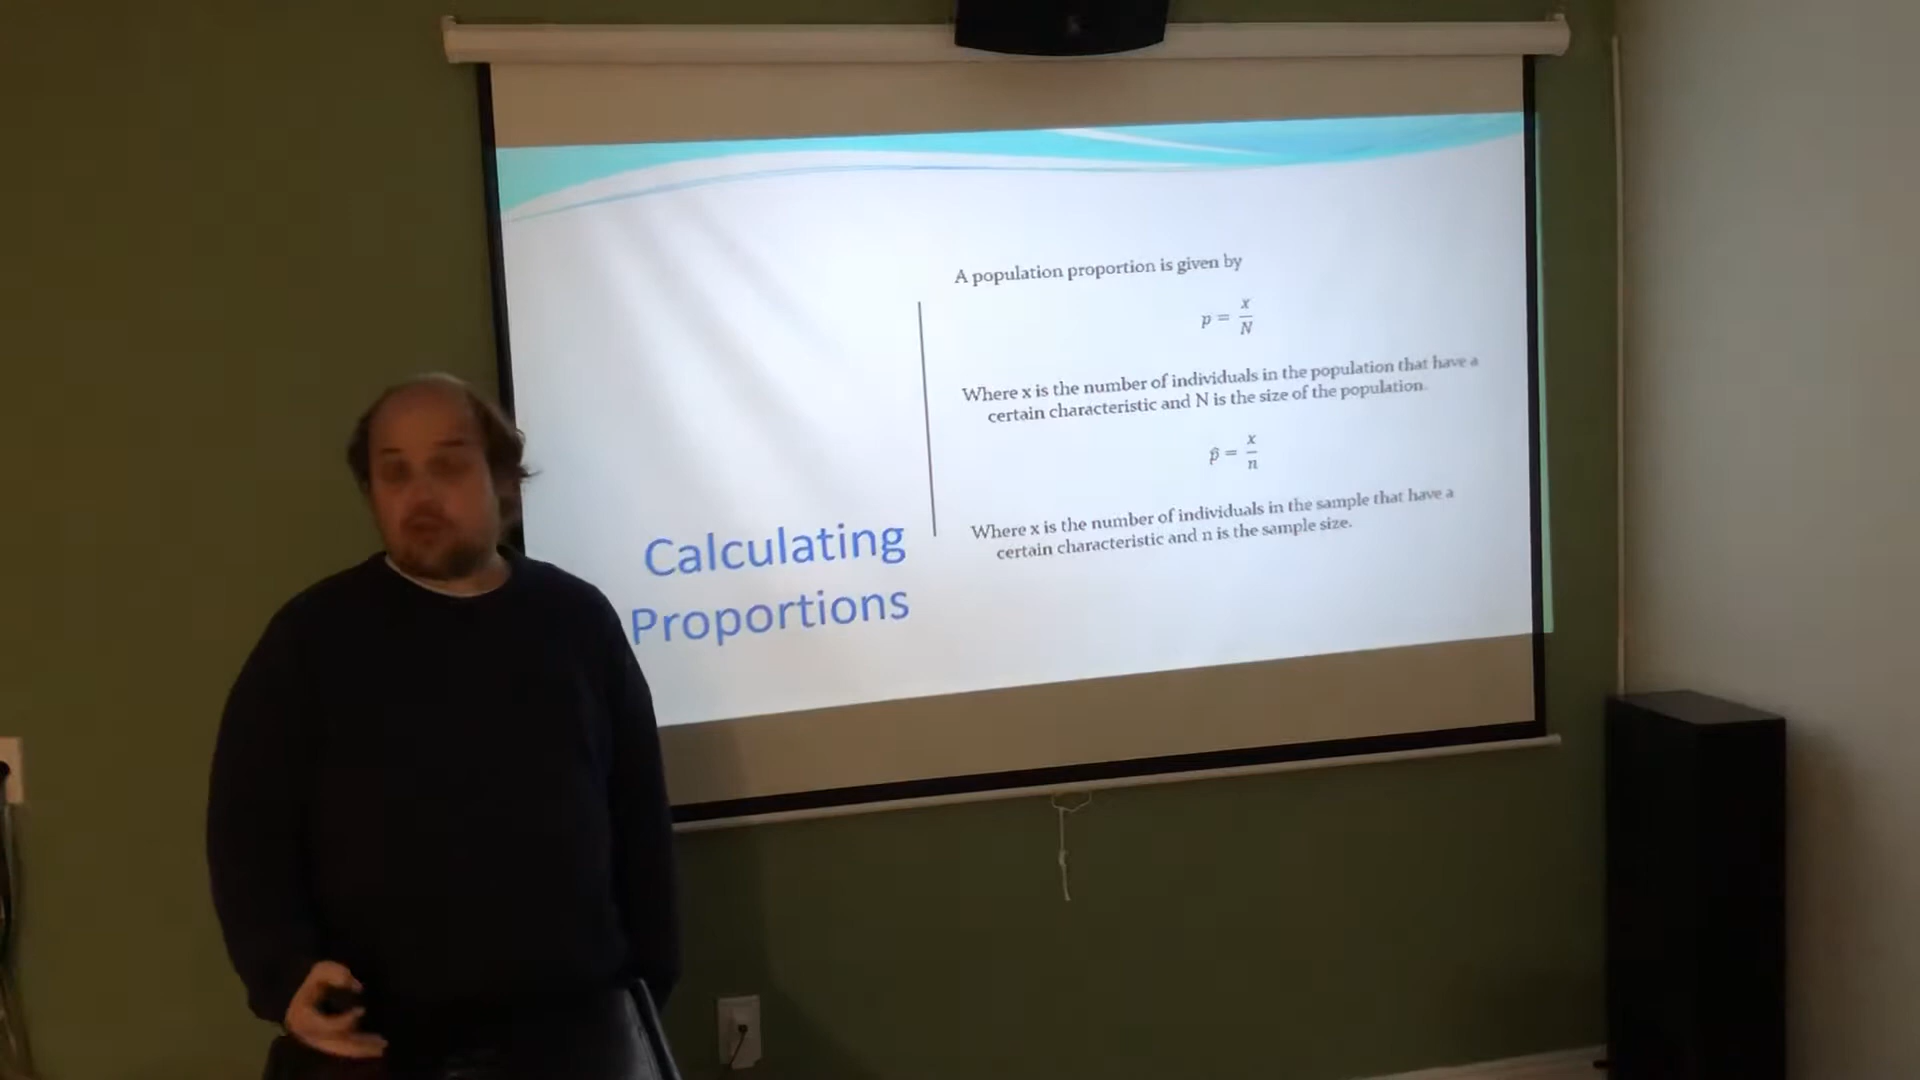 Calculating
Proportions
A population proportion is given by
p = x/N
Where x is the number of individuals in the population that have a
certain characteristic and N is the size of the population.
p̂ = x/n
Where x is the number of individuals in the sample that have a
certain characteristic and n is the sample size.